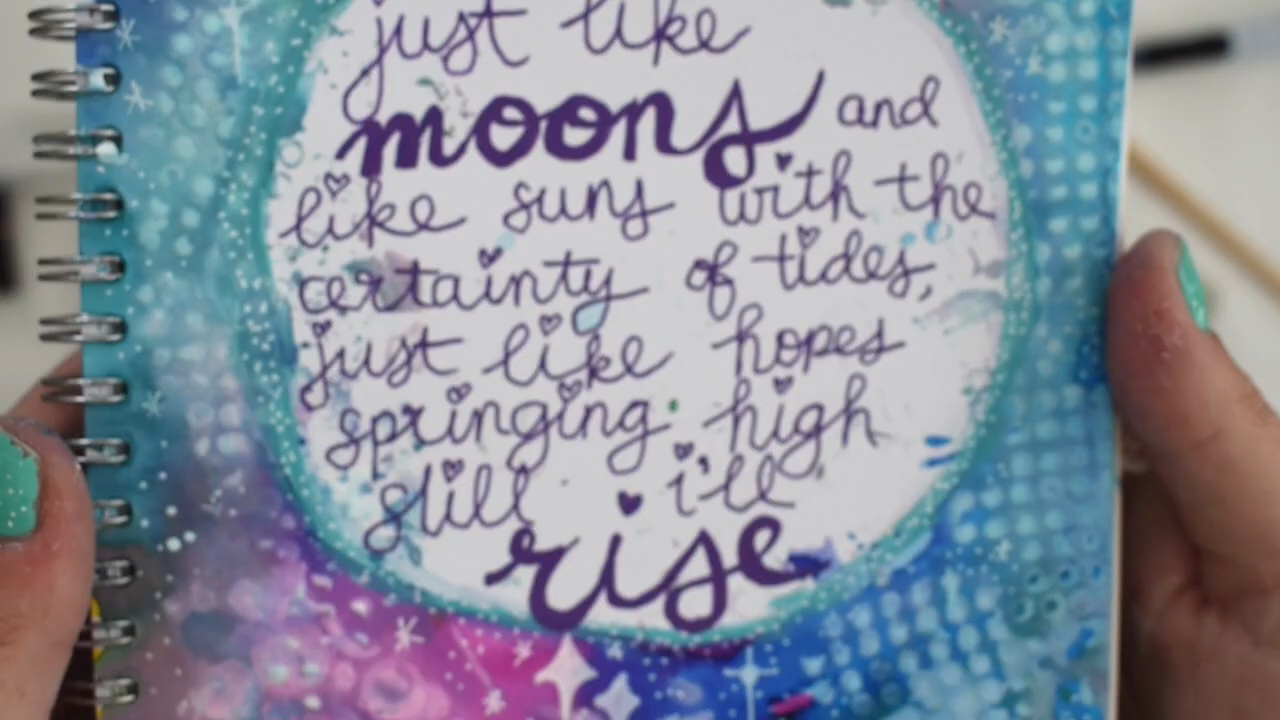 just like
moons and
like suns with the
certainty of tides,
just like hopes
springing high
still i'll
rise